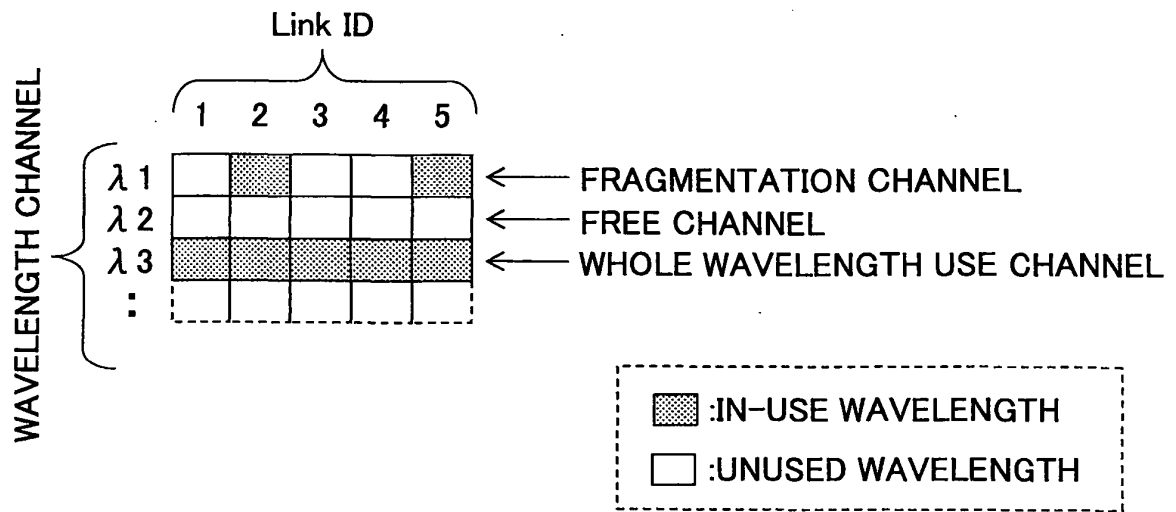 Link ID
1 2 3 4 5
WAVELENGTH CHANNEL
λ1 FRAGMENTATION CHANNEL
λ2 FREE CHANNEL
λ3 WHOLE WAVELENGTH USE CHANNEL
:
:IN-USE WAVELENGTH
:UNUSED WAVELENGTH